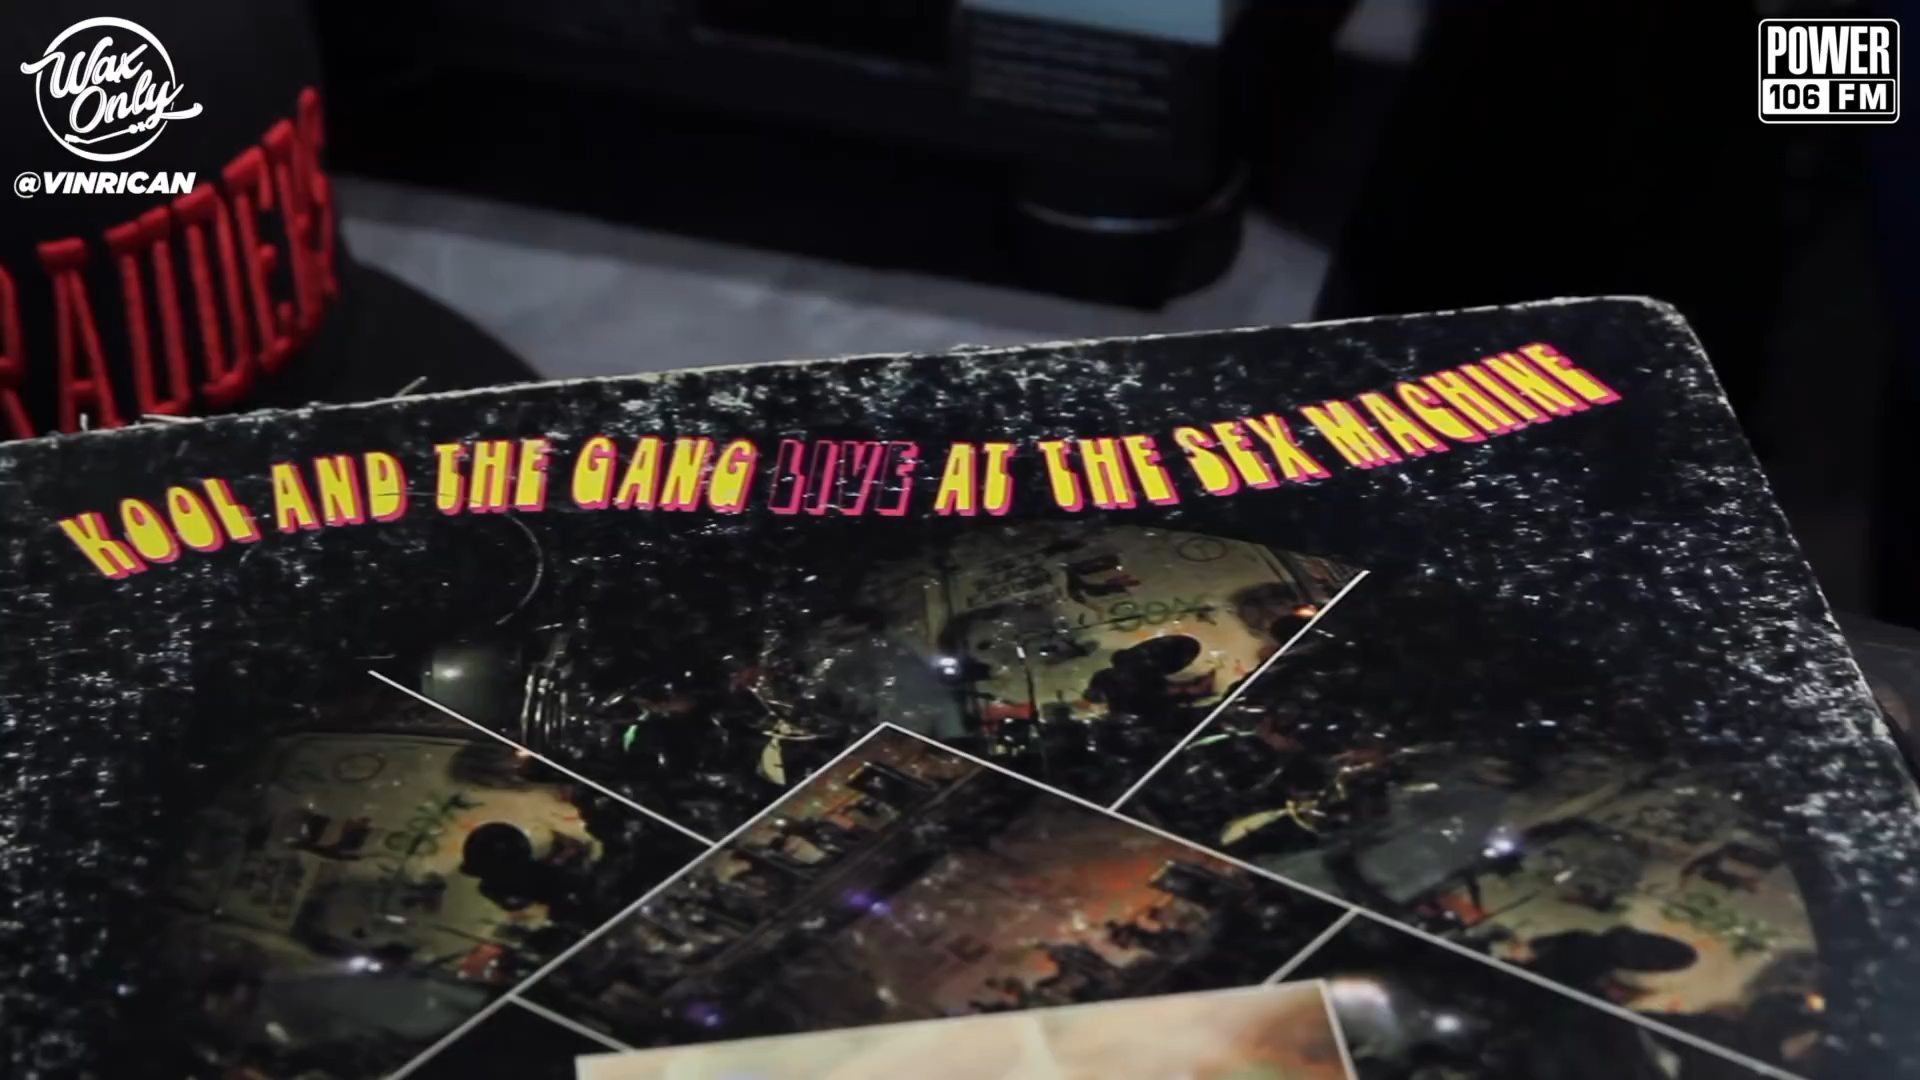 Wax
Only
@VINRICAN
POWER
106 FM
RAIDERS
KOOL AND THE GANG LIVE AT THE SEX MACHINE